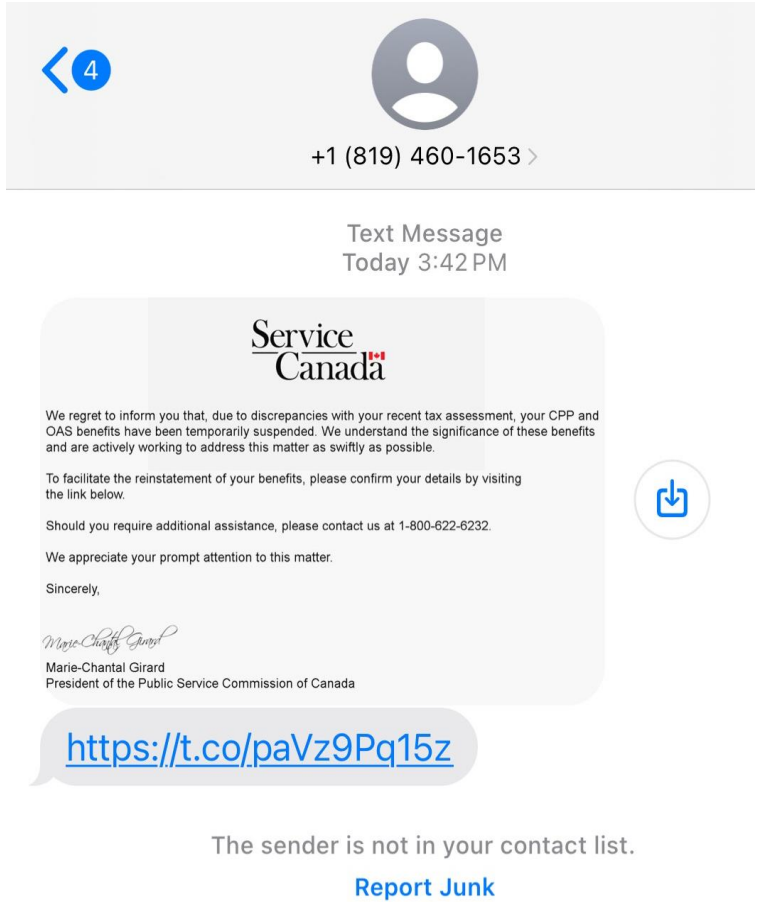 4
+1 (819) 460-1653
Text Message
Today 3:42 PM
Service
Canada
We regret to inform you that, due to discrepancies with your recent tax assessment, your CPP and
OAS benefits have been temporarily suspended. We understand the significance of these benefits
and are actively working to address this matter as swiftly as possible.
To facilitate the reinstatement of your benefits, please confirm your details by visiting
the link below.
Should you require additional assistance, please contact us at 1-800-622-6232.
We appreciate your prompt attention to this matter.
Sincerely,
Marie-Chantal Girard
Marie-Chantal Girard
President of the Public Service Commission of Canada
https://t.co/paVz9Pq15z
The sender is not in your contact list.
Report Junk